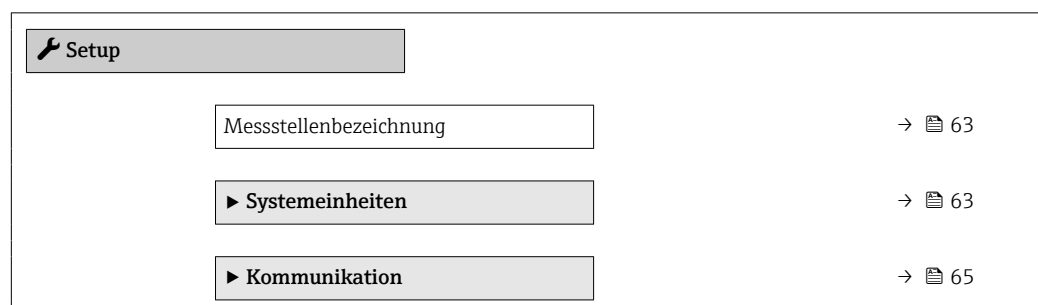 Setup
Messstellenbezeichnung → 63
▶ Systemeinheiten → 63
▶ Kommunikation → 65